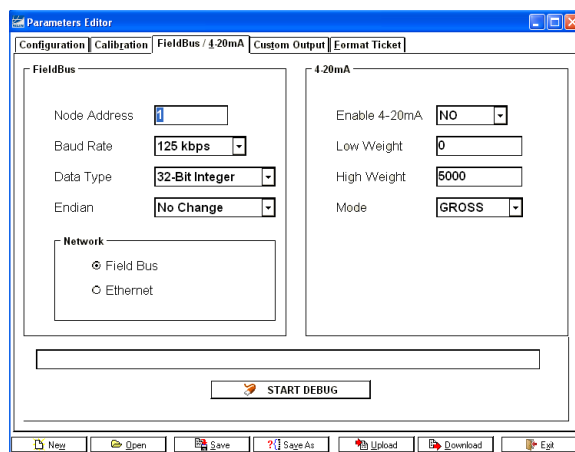 Parameters Editor
Configuration Calibration FieldBus / 4-20mA Custom Output Format Ticket
FieldBus
Node Address 1
Baud Rate 125 kbps
Data Type 32-Bit Integer
Endian No Change
Network
Field Bus
Ethernet
4-20mA
Enable 4-20mA NO
Low Weight 0
High Weight 5000
Mode GROSS
START DEBUG
New Open Save Save As Upload Download Exit